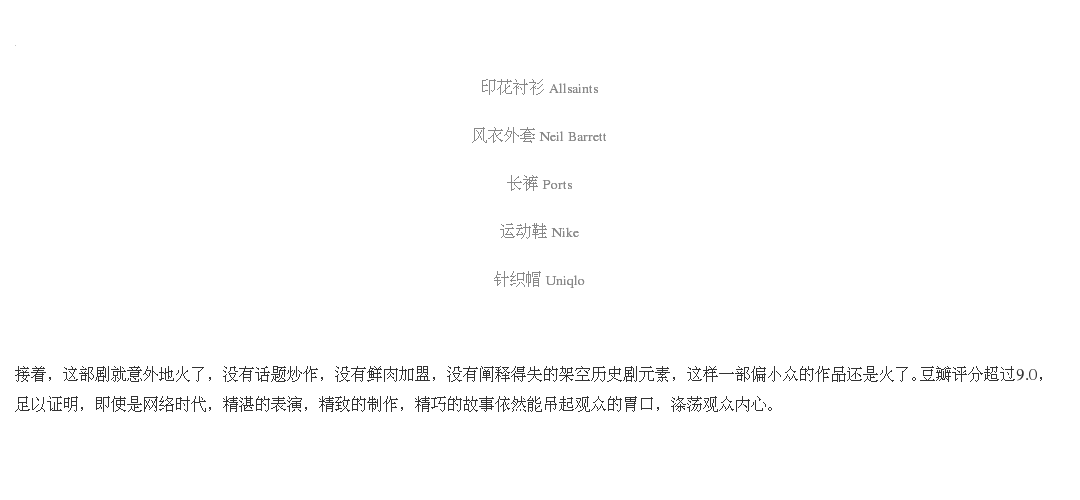 印花衬衫 Allsaints
风衣外套 Neil Barrett
长裤 Ports
运动鞋 Nike
针织帽 Uniqlo
接着，这部剧就意外地火了，没有话题炒作，没有鲜肉加盟，没有阐释得失的架空历史剧元素，这样一部偏小众的作品还是火了。豆瓣评分超过9.0，
足以证明，即使是网络时代，精湛的表演，精致的制作，精巧的故事依然能吊起观众的胃口，涤荡观众内心。